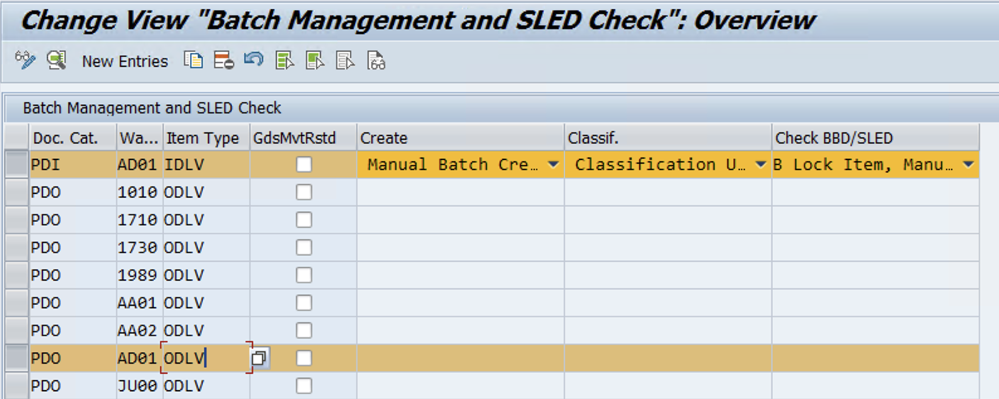 Change View "Batch Management and SLED Check": Overview
New Entries
Batch Management and SLED Check
Doc. Cat. Wa... Item Type GdsMvtRstd Create Classif. Check BBD/SLED
PDI AD01 IDLV Manual Batch Cre… Classification U… B Lock Item, Manu…
PDO 1010 ODLV
PDO 1710 ODLV
PDO 1730 ODLV
PDO 1989 ODLV
PDO AA01 ODLV
PDO AA02 ODLV
PDO AD01 ODLV
PDO JU00 ODLV